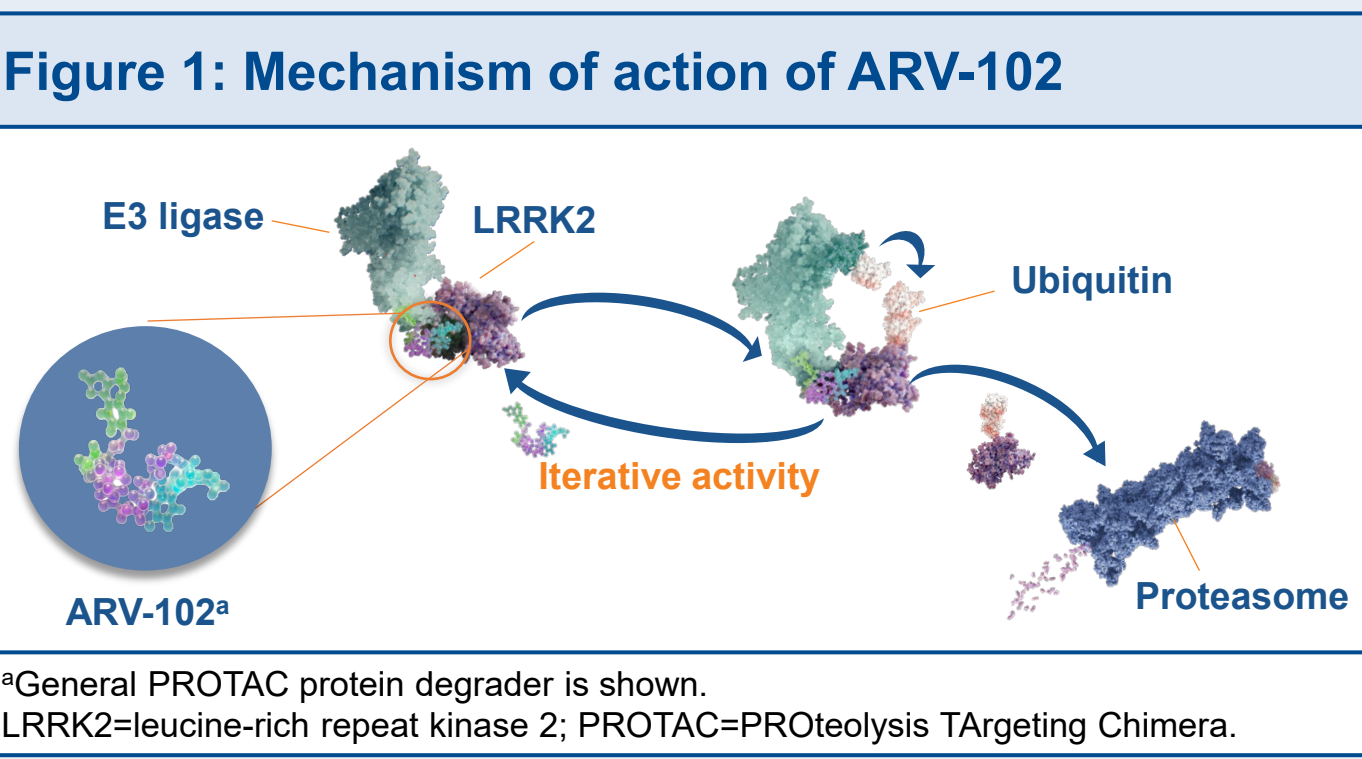 Figure 1: Mechanism of action of ARV-102
E3 ligase
LRRK2
Ubiquitin
Iterative activity
ARV-102ᵃ
Proteasome
ᵃGeneral PROTAC protein degrader is shown.
LRRK2=leucine-rich repeat kinase 2; PROTAC=PROteolysis TArgeting Chimera.